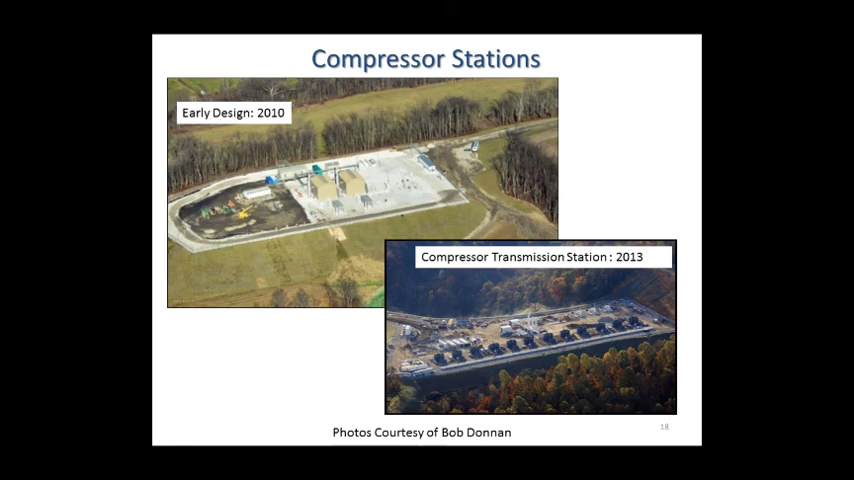 Compressor Stations
Early Design: 2010
Compressor Transmission Station : 2013
Photos Courtesy of Bob Donnan
18